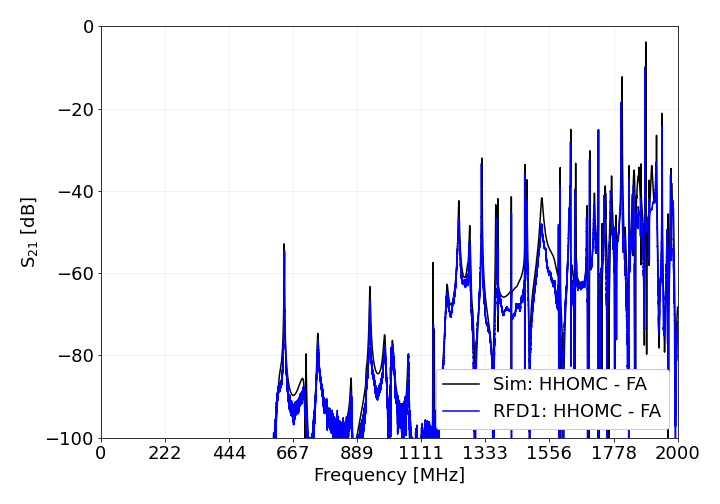 0
−20
−40
−60
−80
−100
S21 [dB]
Sim: HHOMC - FA
RFD1: HHOMC - FA
0 222 444 667 889 1111 1333 1556 1778 2000
Frequency [MHz]